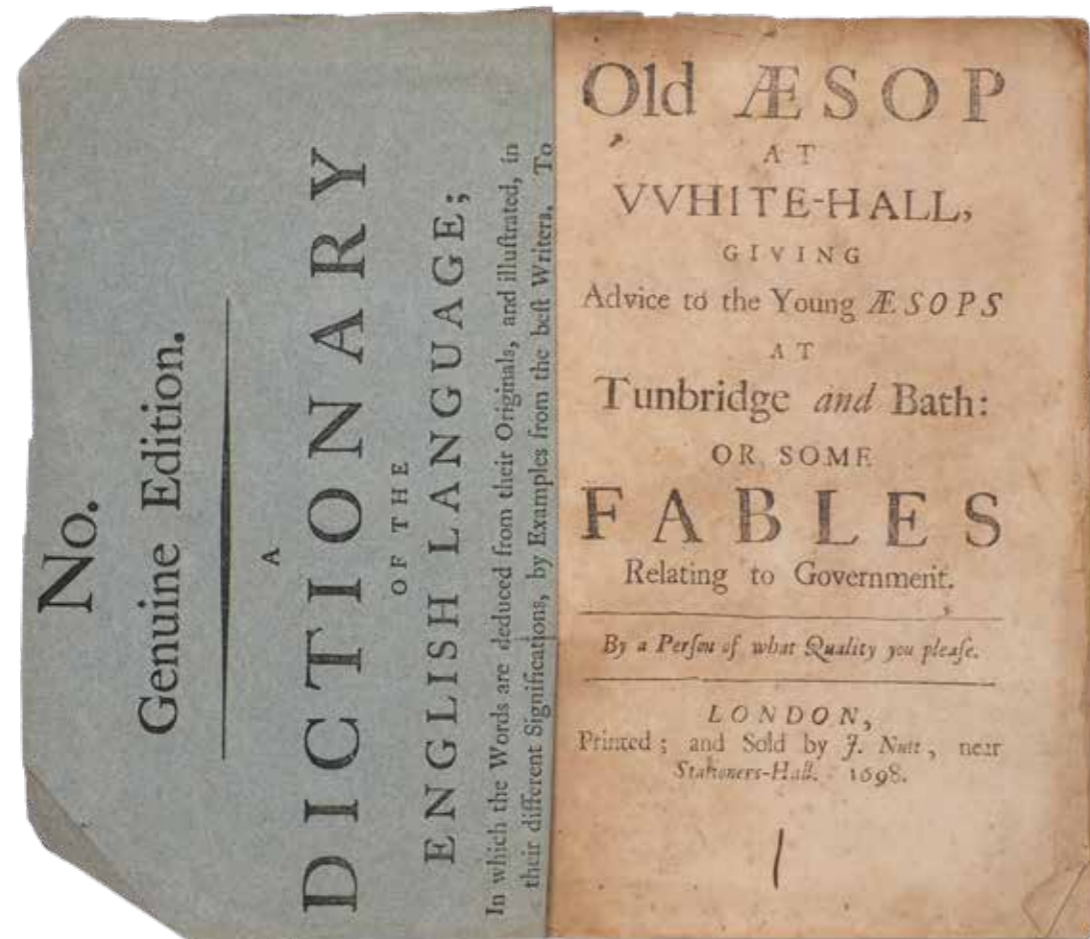 No.
Genuine Edition.
A
DICTIONARY
OF THE
ENGLISH LANGUAGE;
In which the Words are deduced from their Originals, and illuſtrated, in
their different Significations, by Examples from the beſt Writers. To
Old ÆSOP
AT
VVHITE-HALL,
GIVING
Advice to the Young ÆSOPS
AT
Tunbridge and Bath:
OR SOME
FABLES
Relating to Government.
By a Perſon of what Quality you pleaſe.
LONDON,
Printed; and Sold by J. Nutt, near
Stationers-Hall. 1698.